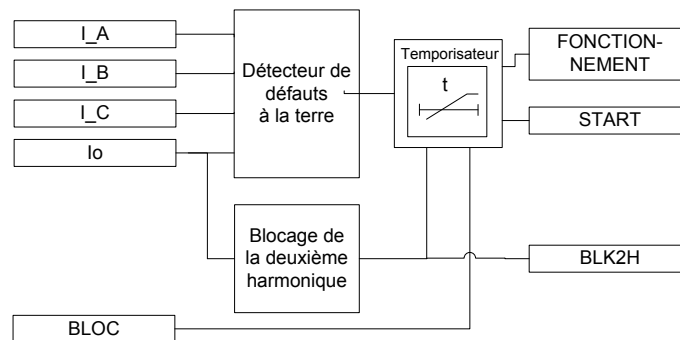 I_A
I_B
I_C
Io
Détecteur de
défauts
à la terre
Temporisateur
t
FONCTION-
NEMENT
START
Blocage de
la deuxième
harmonique
BLK2H
BLOC